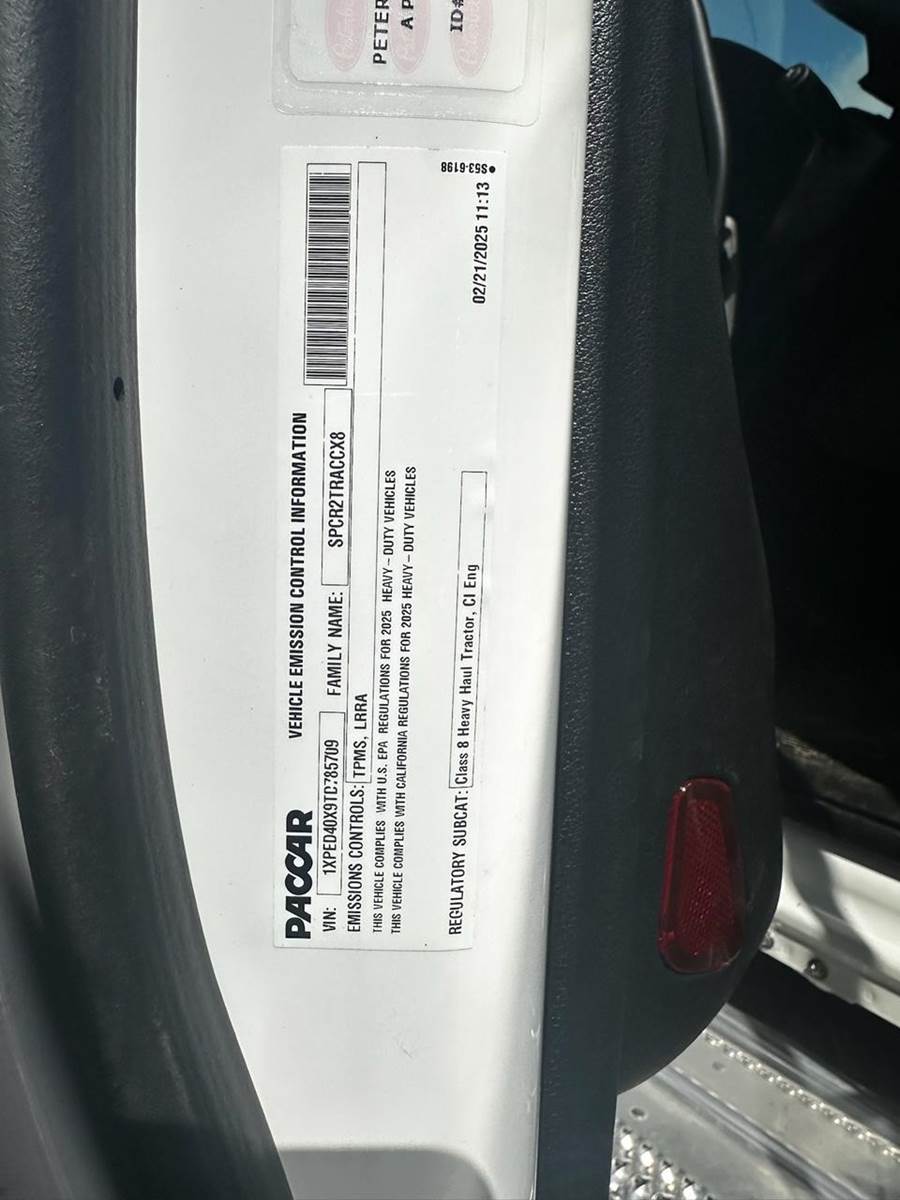 PETER
A P
ID#
PACCAR
VEHICLE EMISSION CONTROL INFORMATION
VIN: 1XPED40X9TD785709 FAMILY NAME: SPCR2TRACCX8
EMISSIONS CONTROLS: TPMS, LRRA
THIS VEHICLE COMPLIES WITH U.S. EPA REGULATIONS FOR 2025 HEAVY-DUTY VEHICLES
THIS VEHICLE COMPLIES WITH CALIFORNIA REGULATIONS FOR 2025 HEAVY-DUTY VEHICLES
REGULATORY SUBCAT: Class 8 Heavy Haul Tractor, CI Eng
02/21/2025 11:13
●S53-6198